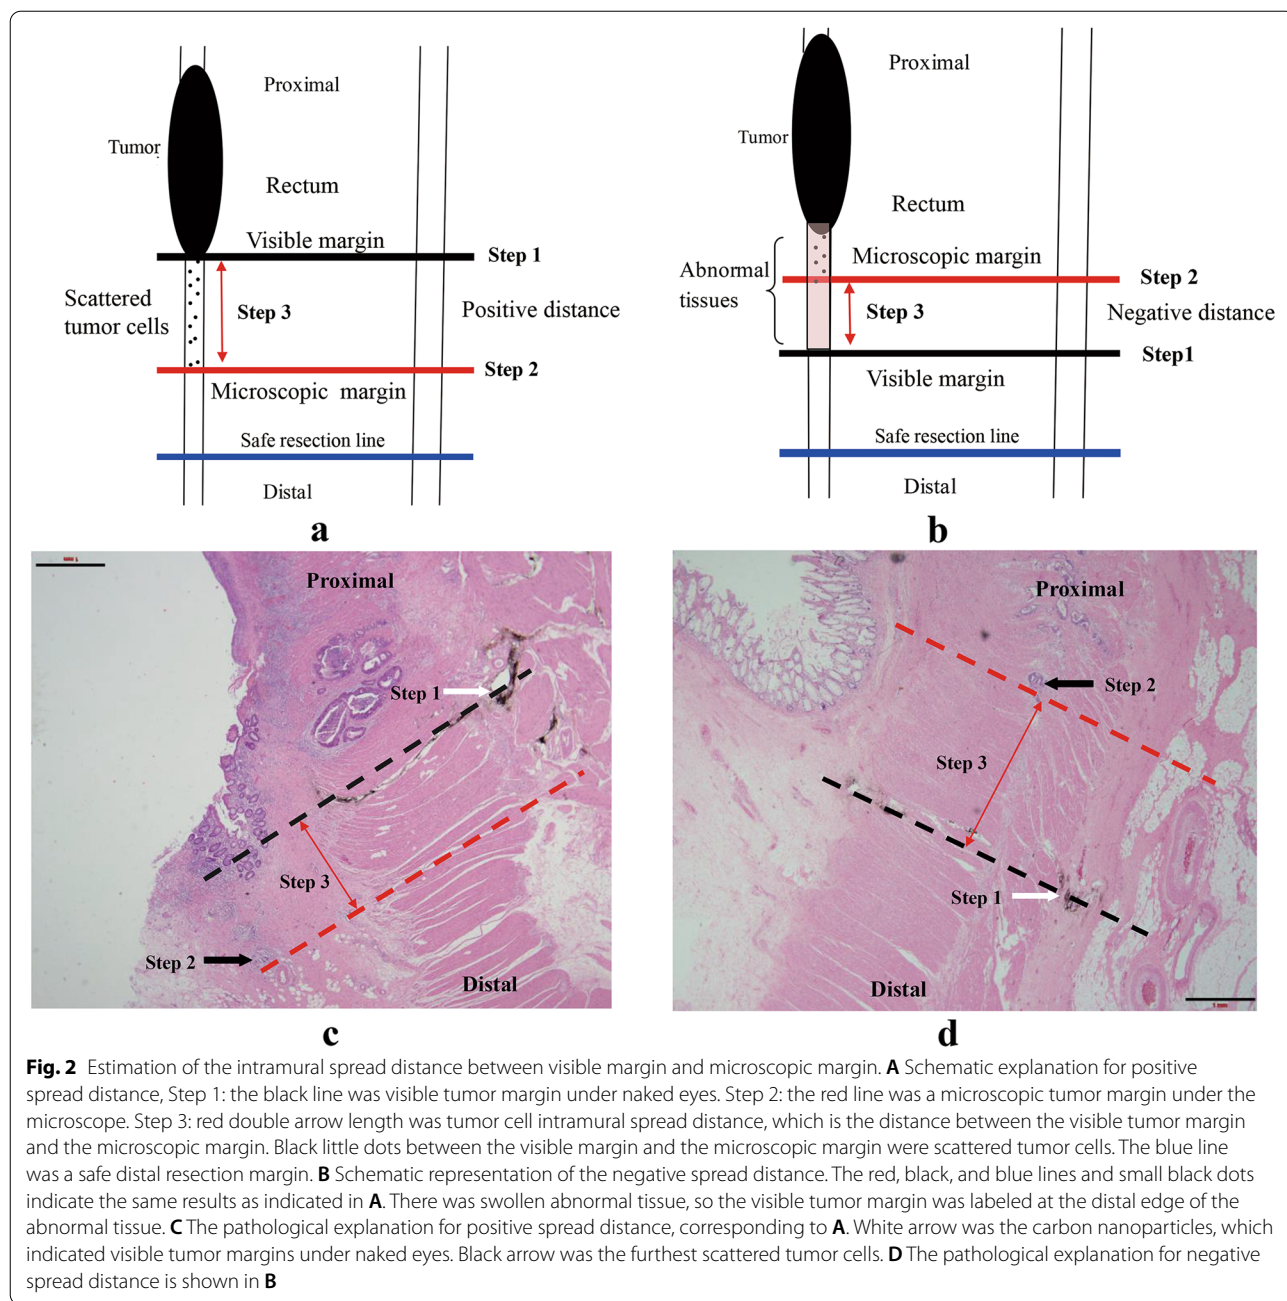 Proximal
Tumor
Rectum
Visible margin
Step 1
Scattered
tumor cells
Step 3
Positive distance
Step 2
Microscopic margin
Safe resection line
Distal
a
Proximal
Tumor
Rectum
Microscopic margin
Abnormal
tissues
Step 2
Step 3
Negative distance
Step1
Visible margin
Safe resection line
Distal
b
1 mm
Proximal
Step 1
Step 3
Step 2
Distal
c
Proximal
Step 2
Step 3
Step 1
Distal
1 mm
d
Fig. 2 Estimation of the intramural spread distance between visible margin and microscopic margin. A Schematic explanation for positive
spread distance, Step 1: the black line was visible tumor margin under naked eyes. Step 2: the red line was a microscopic tumor margin under the
microscope. Step 3: red double arrow length was tumor cell intramural spread distance, which is the distance between the visible tumor margin
and the microscopic margin. Black little dots between the visible margin and the microscopic margin were scattered tumor cells. The blue line
was a safe distal resection margin. B Schematic representation of the negative spread distance. The red, black, and blue lines and small black dots
indicate the same results as indicated in A. There was swollen abnormal tissue, so the visible tumor margin was labeled at the distal edge of the
abnormal tissue. C The pathological explanation for positive spread distance, corresponding to A. White arrow was the carbon nanoparticles, which
indicated visible tumor margins under naked eyes. Black arrow was the furthest scattered tumor cells. D The pathological explanation for negative
spread distance is shown in B